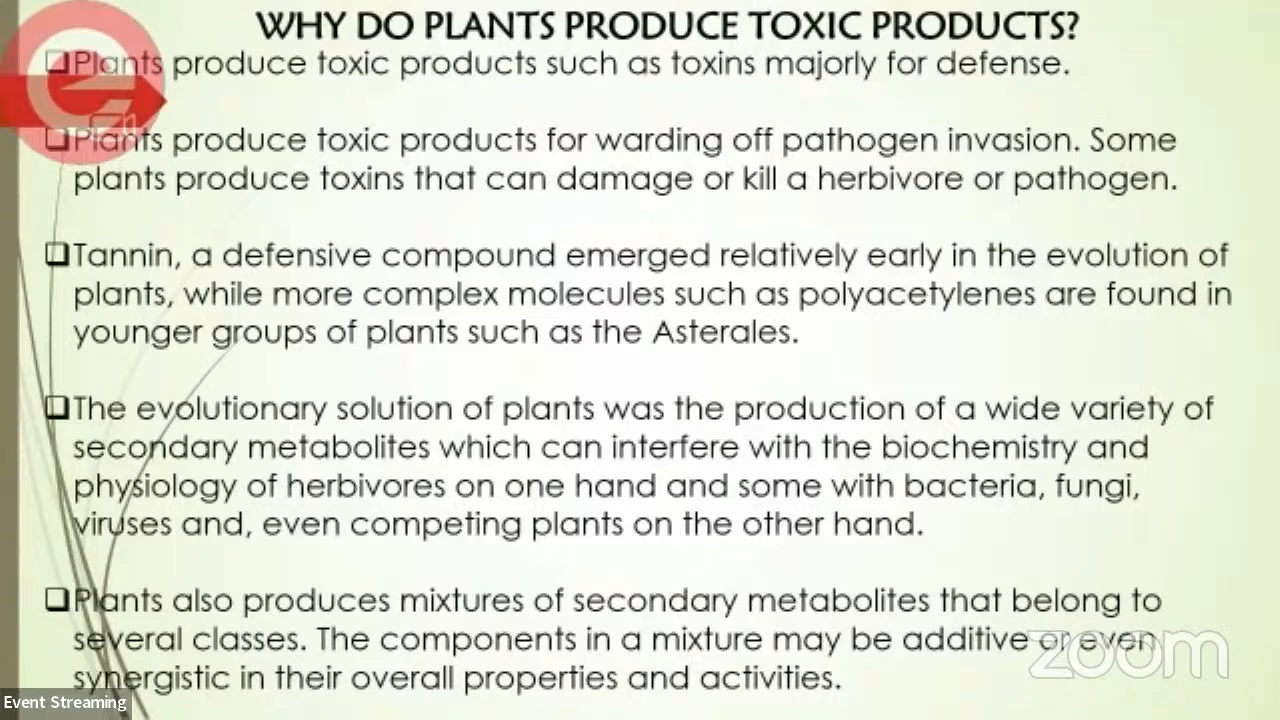 WHY DO PLANTS PRODUCE TOXIC PRODUCTS?
Plants produce toxic products such as toxins majorly for defense.
Plants produce toxic products for warding off pathogen invasion. Some
plants produce toxins that can damage or kill a herbivore or pathogen.
Tannin, a defensive compound emerged relatively early in the evolution of
plants, while more complex molecules such as polyacetylenes are found in
younger groups of plants such as the Asterales.
The evolutionary solution of plants was the production of a wide variety of
secondary metabolites which can interfere with the biochemistry and
physiology of herbivores on one hand and some with bacteria, fungi,
viruses and, even competing plants on the other hand.
Plants also produces mixtures of secondary metabolites that belong to
several classes. The components in a mixture may be additive or even
synergistic in their overall properties and activities.
zoom
Event Streaming